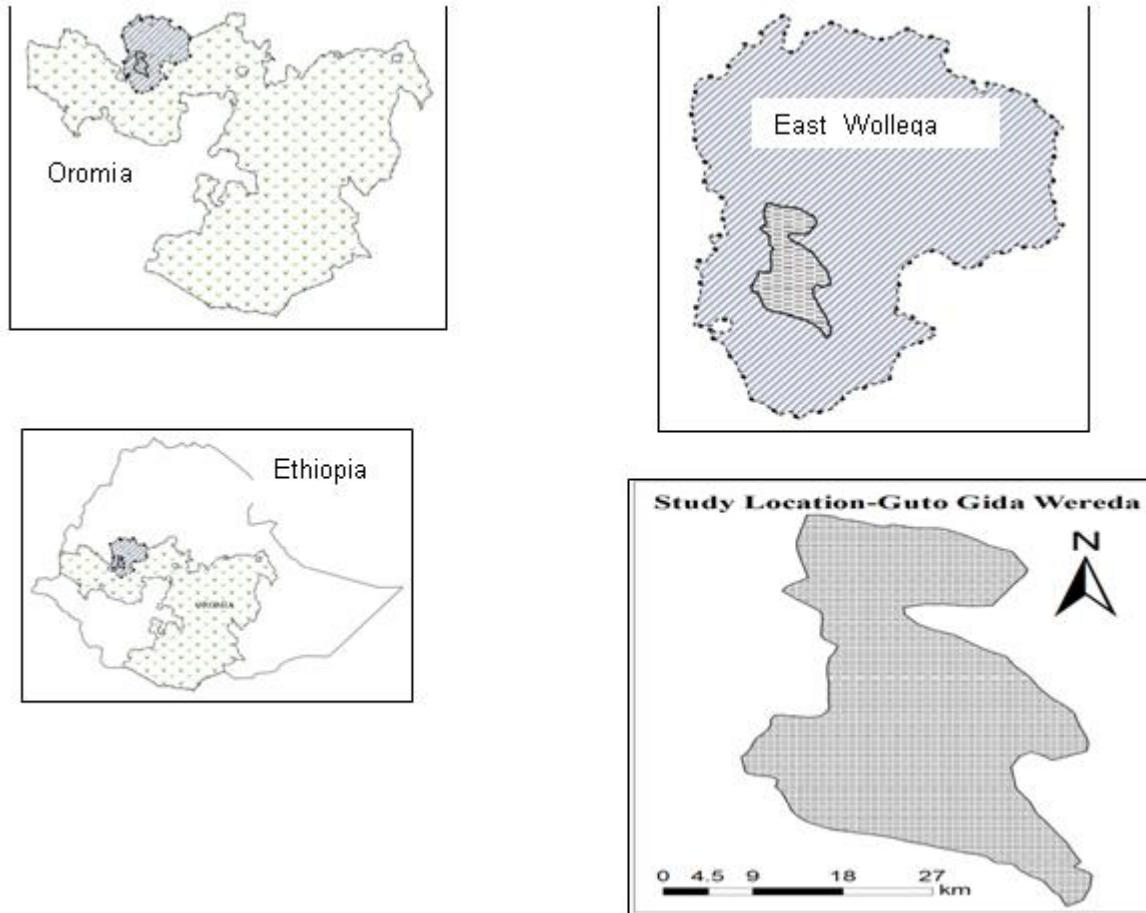 Oromia
East Wollega
Ethiopia
OROMIA
Study Location-Guto Gida Wereda
N
0 4.5 9 18 27
km